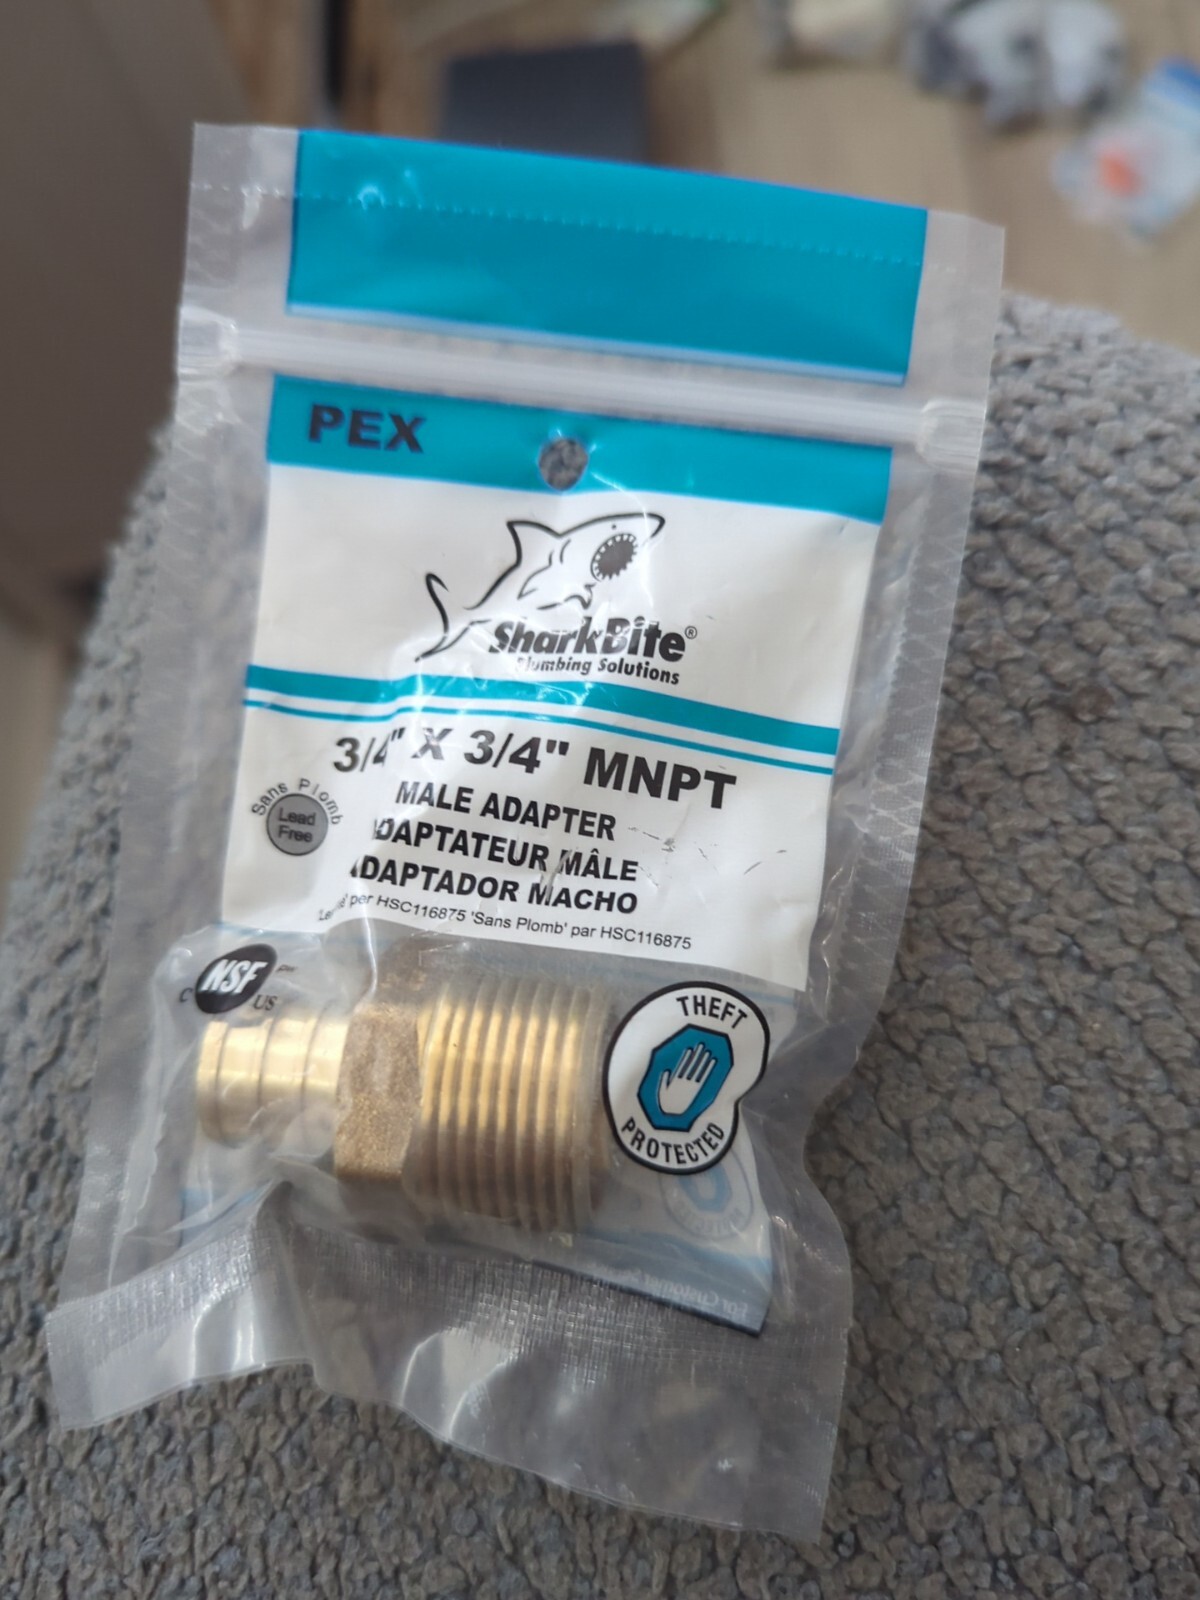 PEX
SharkBite®
Plumbing Solutions
3/4" X 3/4" MNPT
Sans Plomb
Lead
Free
MALE ADAPTER
ADAPTATEUR MÂLE
ADAPTADOR MACHO
per HSC116875 'Sans Plomb' par HSC116875
NSF
C US
THEFT
PROTECTED